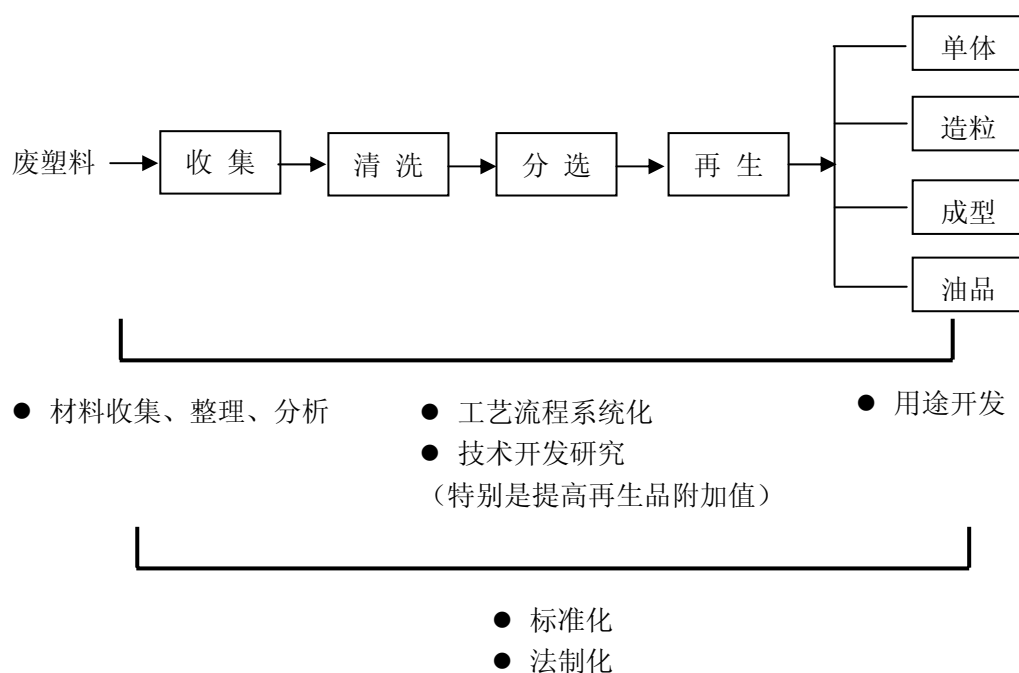 单体
造粒
废塑料 收 集 清 洗 分 选 再 生
成型
油品
● 材料收集、整理、分析
● 工艺流程系统化
● 技术开发研究
(特别是提高再生品附加值)
● 用途开发
● 标准化
● 法制化